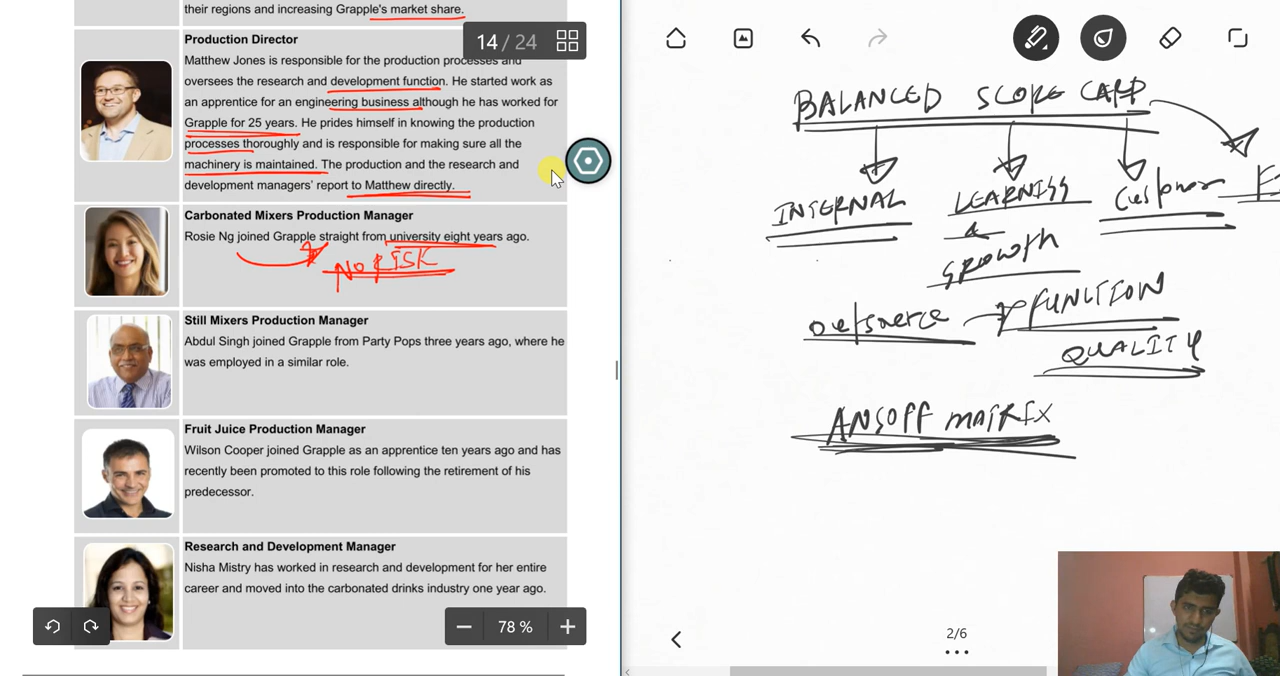 their regions and increasing Grapple's market share.
14 / 24
Production Director
Matthew Jones is responsible for the production processes and
oversees the research and development function. He started work as
an apprentice for an engineering business although he has worked for
Grapple for 25 years. He prides himself in knowing the production
processes thoroughly and is responsible for making sure all the
machinery is maintained. The production and the research and
development managers' report to Matthew directly.
Carbonated Mixers Production Manager
Rosie Ng joined Grapple straight from university eight years ago.
No RISK
Still Mixers Production Manager
Abdul Singh joined Grapple from Party Pops three years ago, where he
was employed in a similar role.
Fruit Juice Production Manager
Wilson Cooper joined Grapple as an apprentice ten years ago and has
recently been promoted to this role following the retirement of his
predecessor.
Research and Development Manager
Nisha Mistry has worked in research and development for her entire
career and moved into the carbonated drinks industry one year ago.
78 %
BALANCED SCORE CARD
INTERNAL
LEARNISS
&
GROWTH
Customer
outsource
FUNCTION
QUALITY
ANSOFF MATRIX
2/6